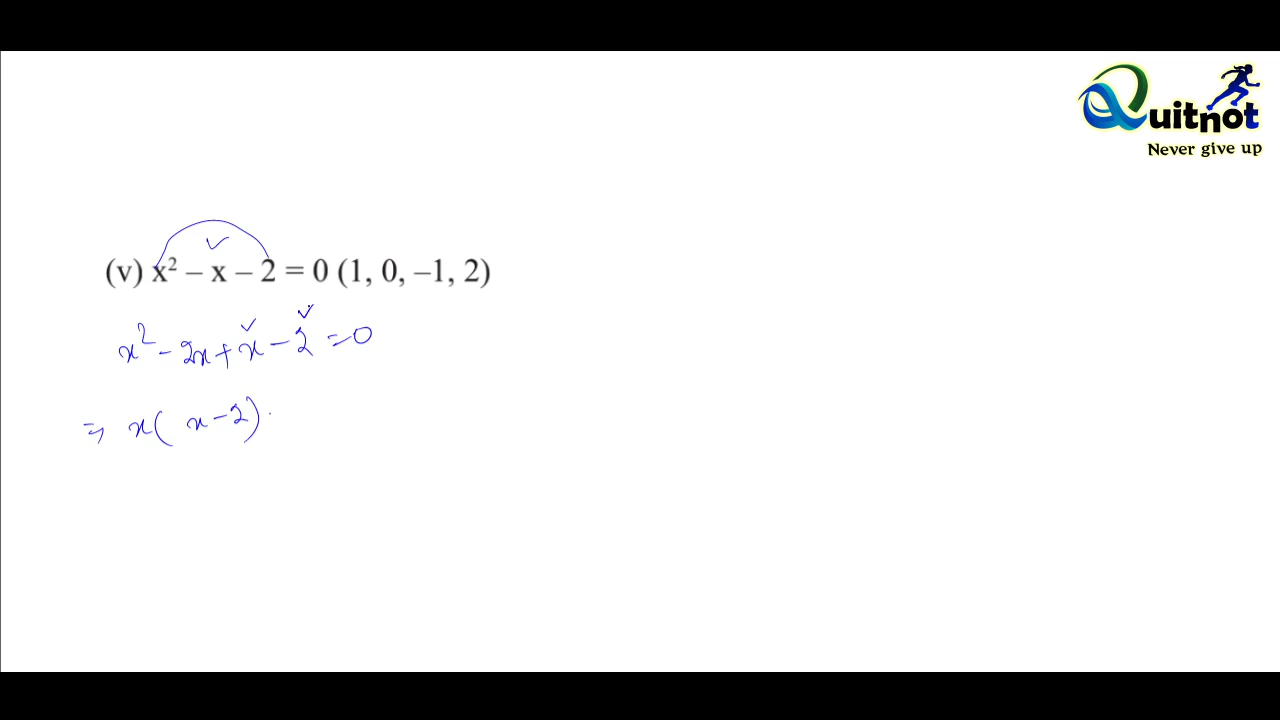 Quitnot
Never give up
(v) x² – x – 2 = 0 (1, 0, –1, 2)
x² - 2x + x - 2 = 0
⇒ x( x - 2)